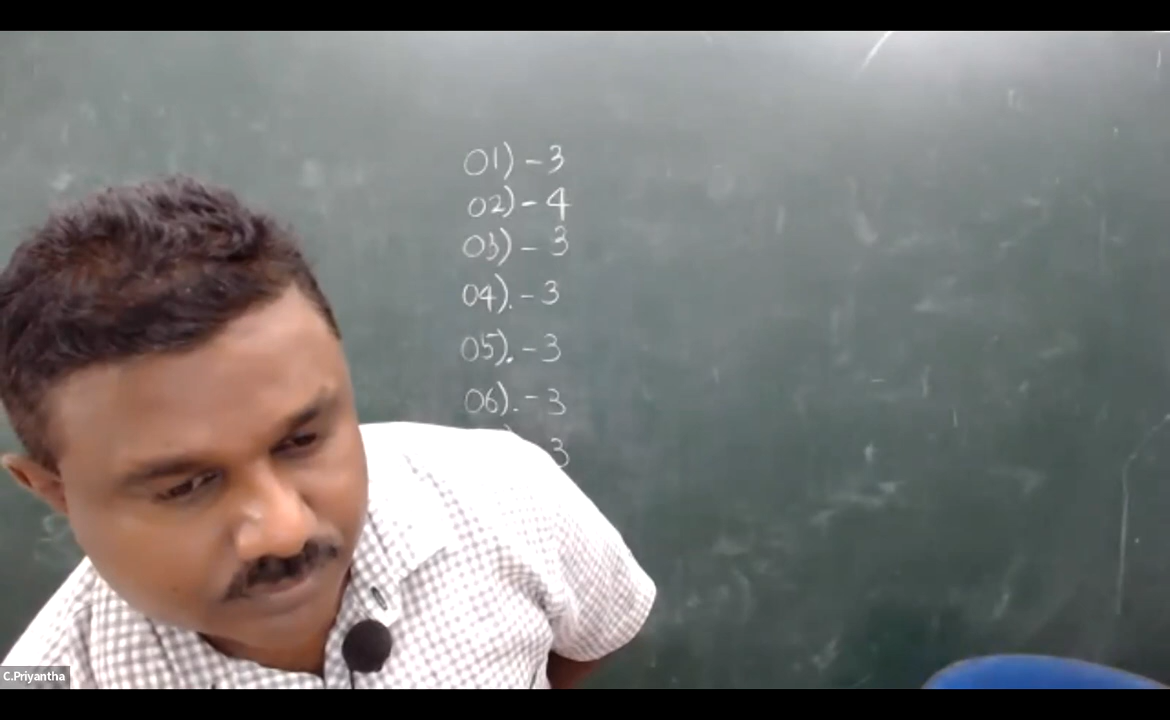 01) - 3
02) - 4
03) - 3
04). - 3
05). - 3
06). - 3
3
C.Priyantha